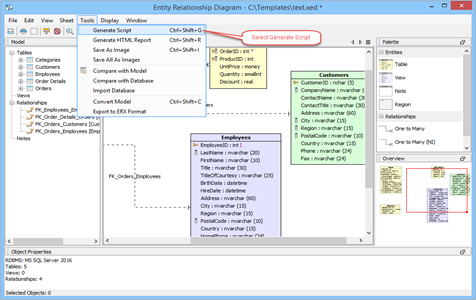 Entity Relationship Diagram - C:\Templates\text.ed *
File Edit View Sheet Tools Display Window
Generate Script Ctrl+Shift+G
Generate HTML Report Ctrl+Shift+R
Save As Image Ctrl+Shift+I
Save All As Images
Compare with Model
Compare with Database
Import Database
Convert Model Ctrl+Shift+C
Export to ERX Format
Select Generate Script
Model
Tables
Categories
Employees
Order Details
Orders
Relationships
FK_Employees_Em
FK_Order_Details_Orders [
FK_Orders_Customers [Cu
FK_Orders_Employees [Em
OrderID : int *
ProductID : int
UnitPrice : money
Quantity : smallint
Discount : real
Customers
CustomerID : nchar (5)
CompanyName : nvarchar
ContactName : nvarchar (30)
ContactTitle : nvarchar (30)
Address : nvarchar (60)
City : nvarchar (15)
Region : nvarchar (15)
PostalCode : nvarchar (10)
Country : nvarchar (15)
Phone : nvarchar (24)
Fax : nvarchar (24)
Employees
EmployeeID : int
LastName : nvarchar (20)
FirstName : nvarchar (10)
Title : nvarchar (30)
TitleOfCourtesy : nvarchar (25)
BirthDate : datetime
HireDate : datetime
Address : nvarchar (60)
City : nvarchar (15)
Region : nvarchar (15)
PostalCode : nvarchar (10)
Country : nvarchar (15)
HomePhone : nvarchar (24)
FK_Orders_Employees
Palette
Entities
Table
View
Note
Region
Relationships
One to Many
One to Many (NI)
Overview
Object Properties
RDBMS: MS SQL Server 2016
Tables: 5
Views: 0
Relationships: 4
Selected Objects: 0